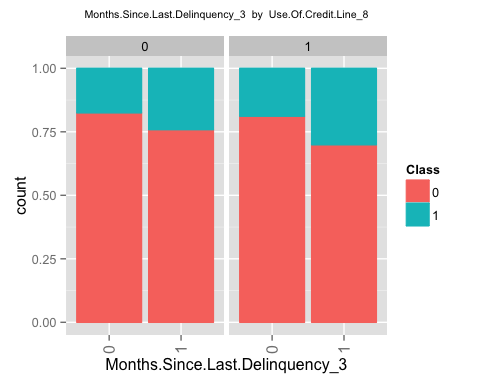 Months.Since.Last.Delinquency_3 by Use.Of.Credit.Line_8
0 1
1.00
0.75
0.50
0.25
0.00
count
0 1 0 1
Months.Since.Last.Delinquency_3
Class
0
1